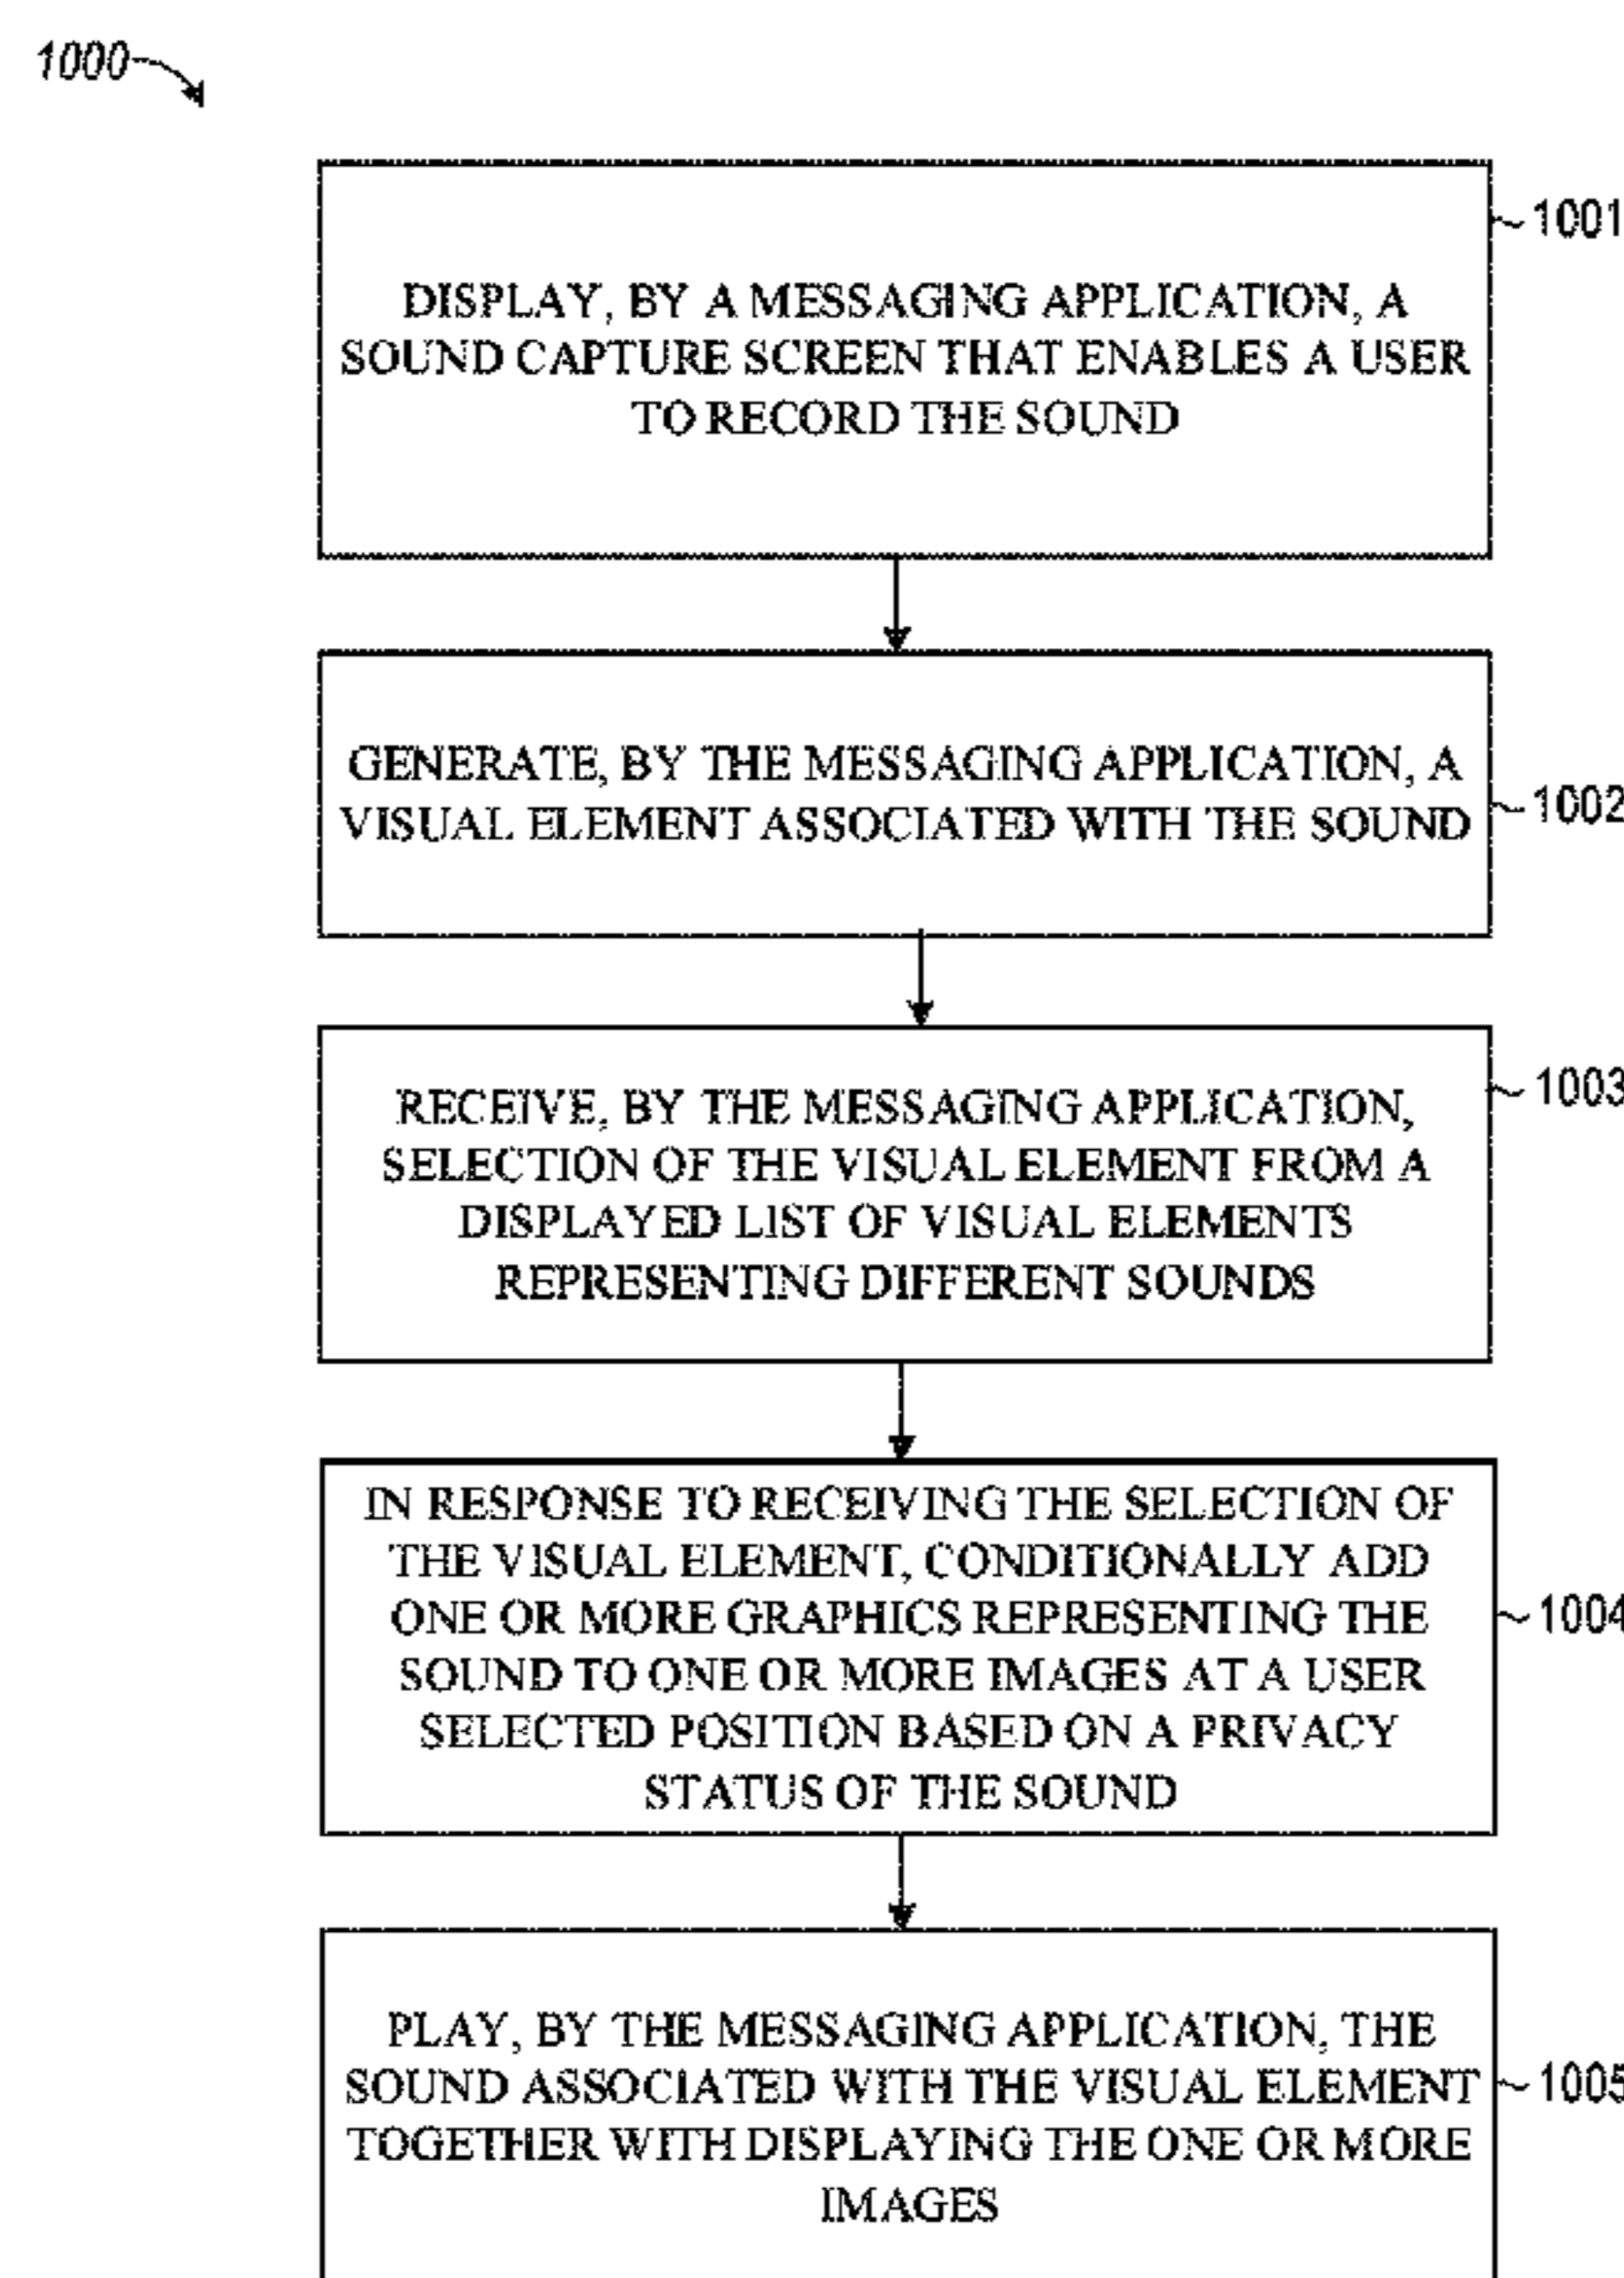 1000
DISPLAY, BY A MESSAGING APPLICATION, A
SOUND CAPTURE SCREEN THAT ENABLES A USER
TO RECORD THE SOUND
1001
GENERATE, BY THE MESSAGING APPLICATION, A
VISUAL ELEMENT ASSOCIATED WITH THE SOUND
1002
RECEIVE, BY THE MESSAGING APPLICATION,
SELECTION OF THE VISUAL ELEMENT FROM A
DISPLAYED LIST OF VISUAL ELEMENTS
REPRESENTING DIFFERENT SOUNDS
1003
IN RESPONSE TO RECEIVING THE SELECTION OF
THE VISUAL ELEMENT, CONDITIONALLY ADD
ONE OR MORE GRAPHICS REPRESENTING THE
SOUND TO ONE OR MORE IMAGES AT A USER
SELECTED POSITION BASED ON A PRIVACY
STATUS OF THE SOUND
1004
PLAY, BY THE MESSAGING APPLICATION, THE
SOUND ASSOCIATED WITH THE VISUAL ELEMENT
TOGETHER WITH DISPLAYING THE ONE OR MORE
IMAGES
1005